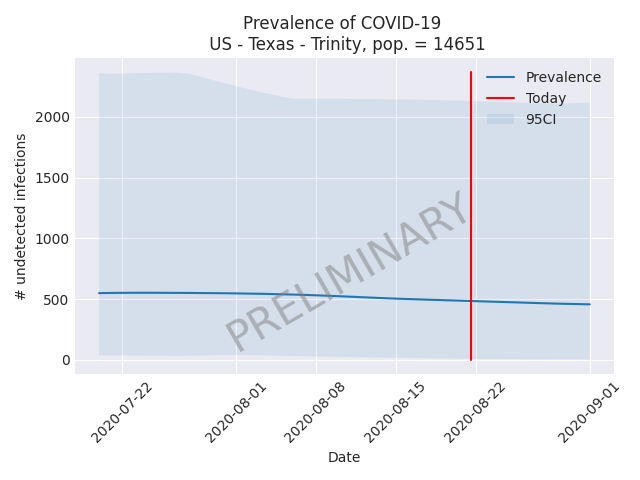 Prevalence of COVID-19
US - Texas - Trinity, pop. = 14651
Prevalence
Today
95CI
# undetected infections
2000
1500
1000
500
0
PRELIMINARY
2020-07-22
2020-08-01
2020-08-08
2020-08-15
2020-08-22
2020-09-01
Date